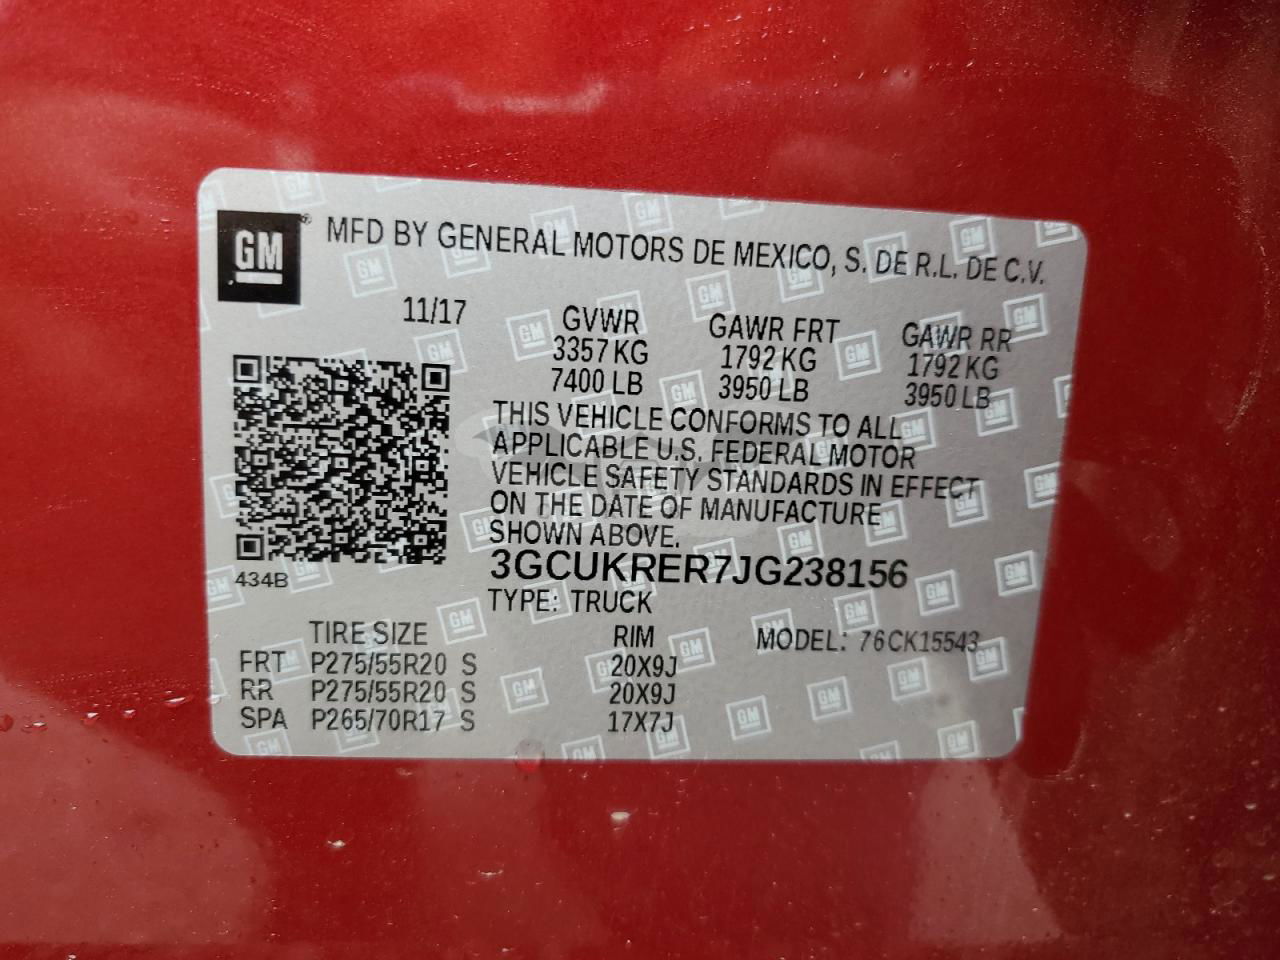 GM ® MFD BY GENERAL MOTORS DE MEXICO, S. DE R.L. DE C.V.
11/17 GVWR GAWR FRT GAWR RR
3357 KG 1792 KG 1792 KG
7400 LB 3950 LB 3950 LB
THIS VEHICLE CONFORMS TO ALL
APPLICABLE U.S. FEDERAL MOTOR
VEHICLE SAFETY STANDARDS IN EFFECT
ON THE DATE OF MANUFACTURE
SHOWN ABOVE.
3GCUKRER7JG238156
434B
TYPE: TRUCK
TIRE SIZE RIM MODEL: 76CK15543
FRT P275/55R20 S 20X9J
RR P275/55R20 S 20X9J
SPA P265/70R17 S 17X7J